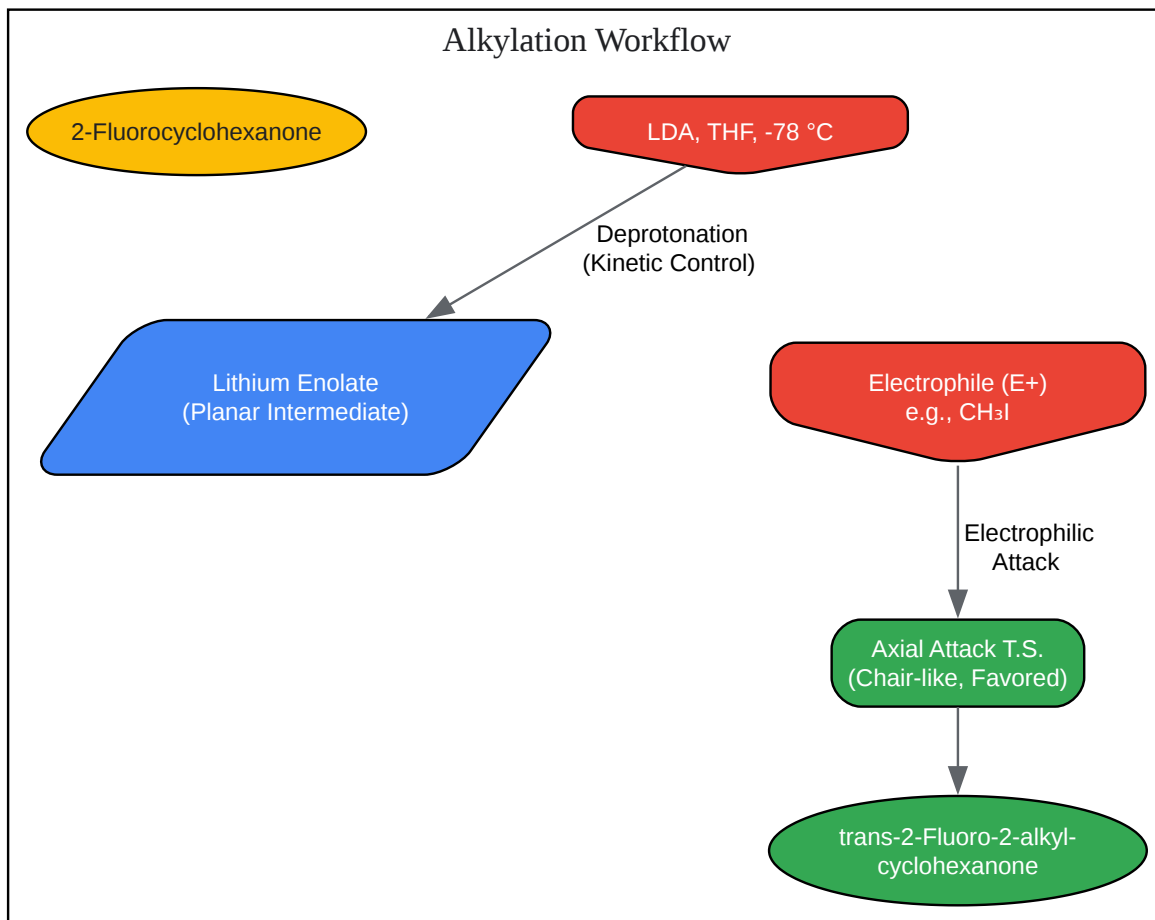 Alkylation Workflow
2-Fluorocyclohexanone
LDA, THF, -78 °C
Deprotonation
(Kinetic Control)
Lithium Enolate
(Planar Intermediate)
Electrophile (E+)
e.g., CH₃I
Electrophilic
Attack
Axial Attack T.S.
(Chair-like, Favored)
trans-2-Fluoro-2-alkyl-
cyclohexanone